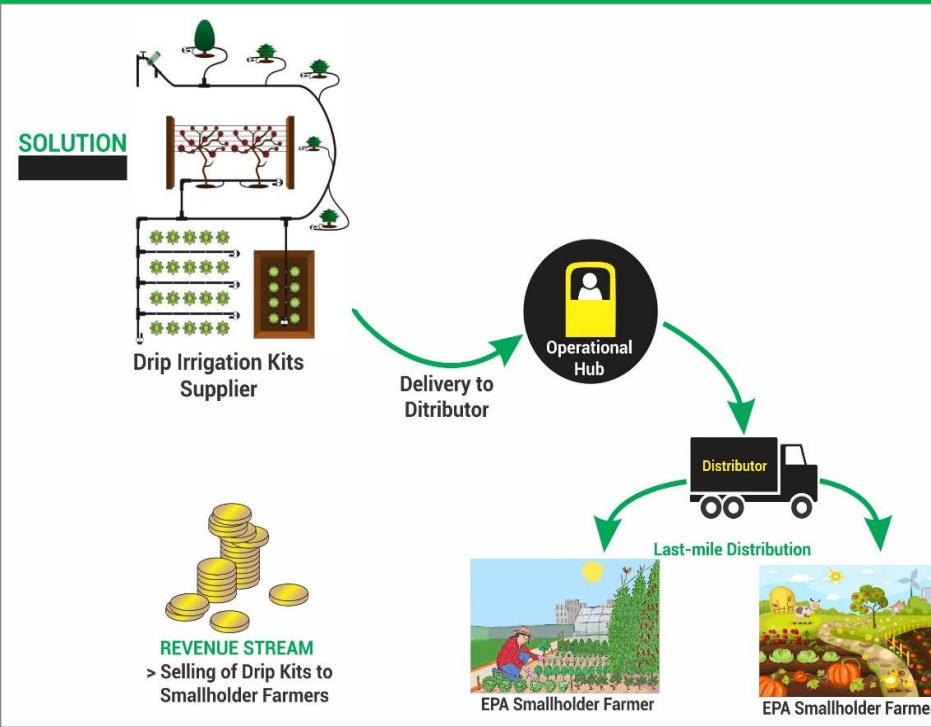 SOLUTION
Drip Irrigation Kits
Supplier
Delivery to
Ditributor
Operational
Hub
Distributor
Last-mile Distribution
REVENUE STREAM
> Selling of Drip Kits to
Smallholder Farmers
EPA Smallholder Farmer
EPA Smallholder Farmer